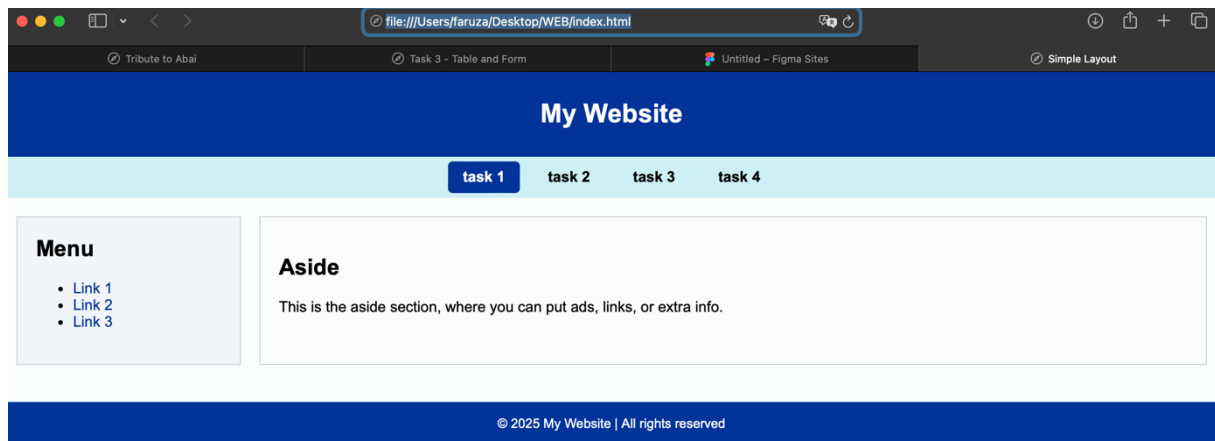 file:///Users/faruza/Desktop/WEB/index.html
Tribute to Abai
Task 3 - Table and Form
Untitled – Figma Sites
Simple Layout
My Website
task 1 task 2 task 3 task 4
Menu
Link 1
Link 2
Link 3
Aside
This is the aside section, where you can put ads, links, or extra info.
© 2025 My Website | All rights reserved